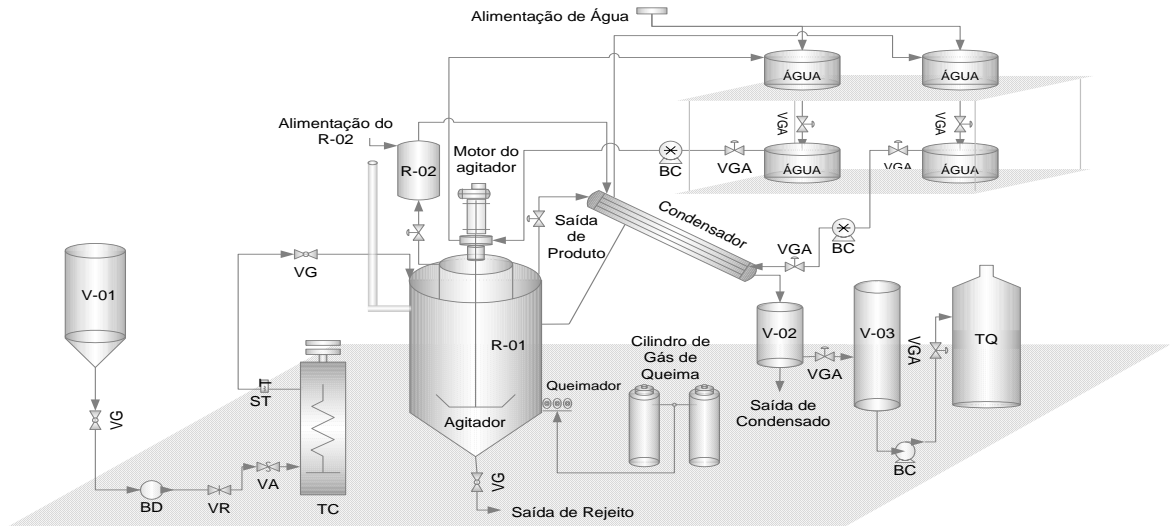 Alimentação de Água
ÁGUA
ÁGUA
VGA
VGA
Alimentação do
R-02
R-02
Motor do
agitador
BC
VGA
ÁGUA
VGA
ÁGUA
Condensador
Saída
de
Produto
VGA
BC
VG
V-01
R-01
V-02
V-03
VGA
TQ
Cilindro de
Gás de
Queima
VGA
Queimador
T
ST
Agitador
Saída de
Condensado
VG
BC
VG
VA
BD
VR
TC
Saída de Rejeito